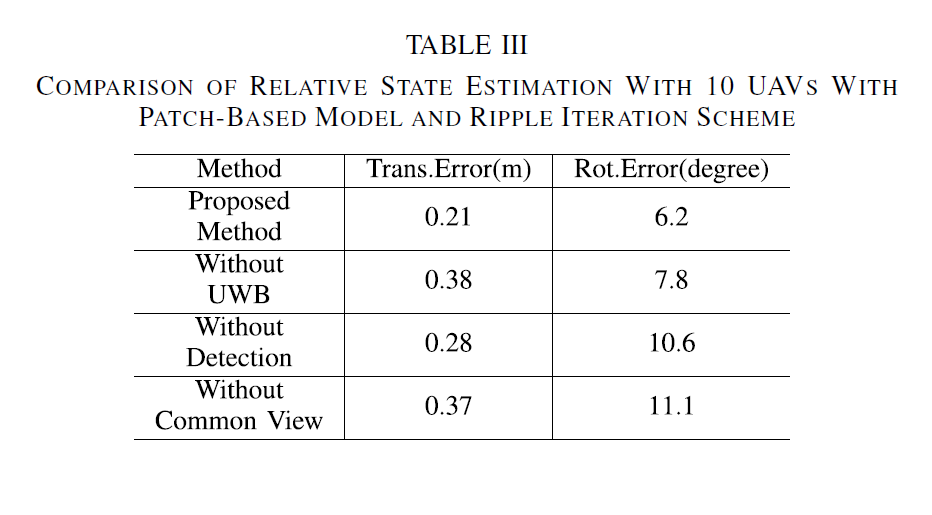 TABLE III
COMPARISON OF RELATIVE STATE ESTIMATION WITH 10 UAVS WITH
PATCH-BASED MODEL AND RIPPLE ITERATION SCHEME
Method Trans.Error(m) Rot.Error(degree)
Proposed
Method 0.21 6.2
Without
UWB 0.38 7.8
Without
Detection 0.28 10.6
Without
Common View 0.37 11.1